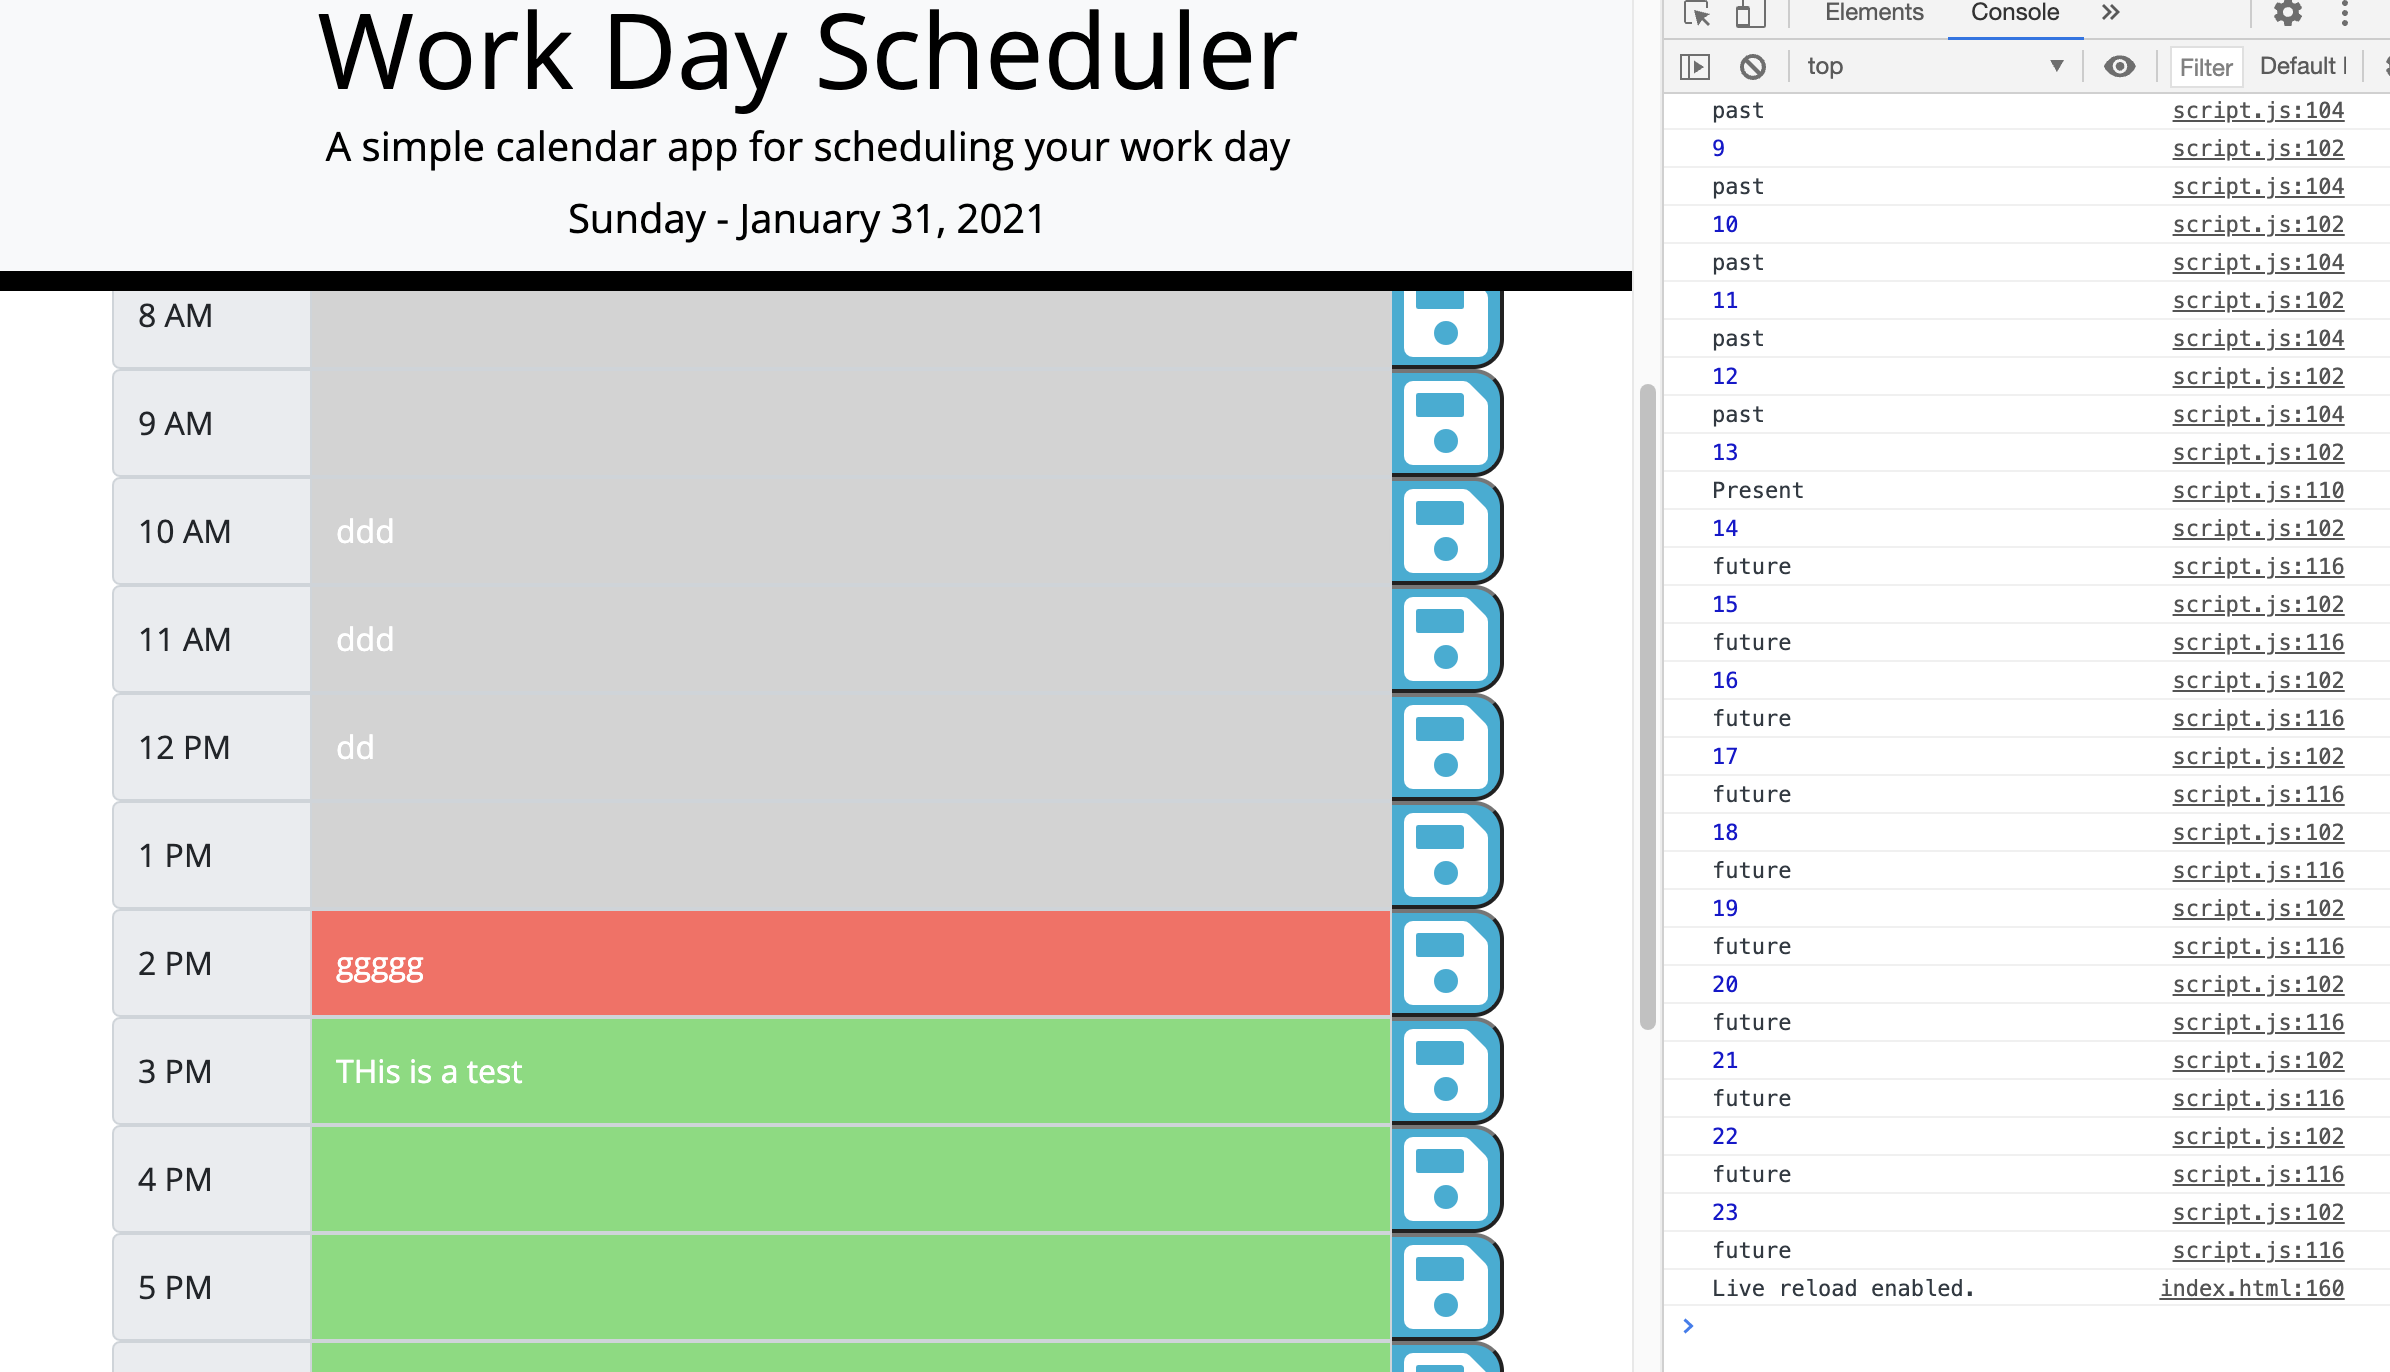 Work Day Scheduler
A simple calendar app for scheduling your work day
Sunday - January 31, 2021
8 AM
9 AM
10 AM ddd
11 AM ddd
12 PM dd
1 PM
2 PM ggggg
3 PM THis is a test
4 PM
5 PM
Elements Console
top Filter Default
past script.js:104
9 script.js:102
past script.js:104
10 script.js:102
past script.js:104
11 script.js:102
past script.js:104
12 script.js:102
past script.js:104
13 script.js:102
Present script.js:110
14 script.js:102
future script.js:116
15 script.js:102
future script.js:116
16 script.js:102
future script.js:116
17 script.js:102
future script.js:116
18 script.js:102
future script.js:116
19 script.js:102
future script.js:116
20 script.js:102
future script.js:116
21 script.js:102
future script.js:116
22 script.js:102
future script.js:116
23 script.js:102
future script.js:116
Live reload enabled. index.html:160